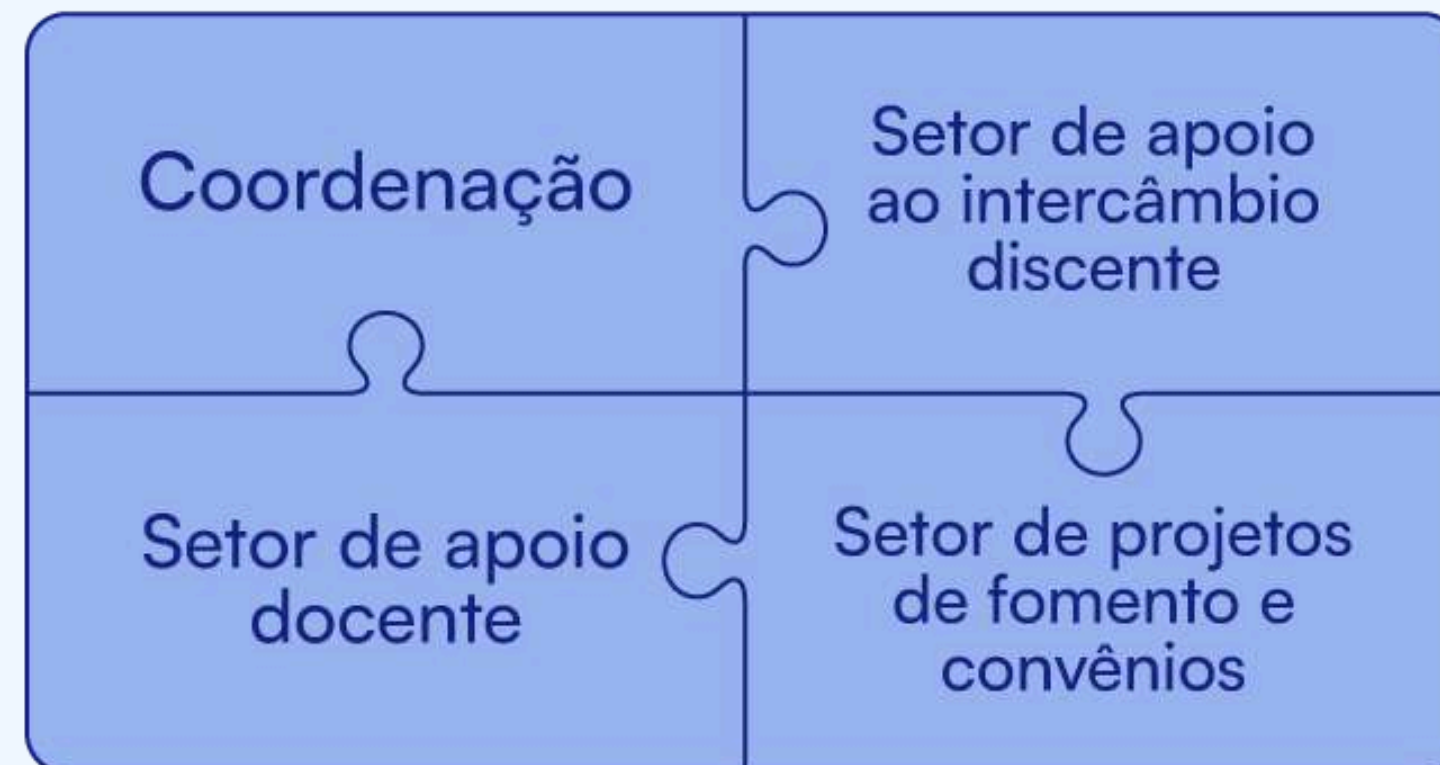 Coordenação
Setor de apoio
ao intercâmbio
discente
Setor de apoio
docente
Setor de projetos
de fomento e
convênios